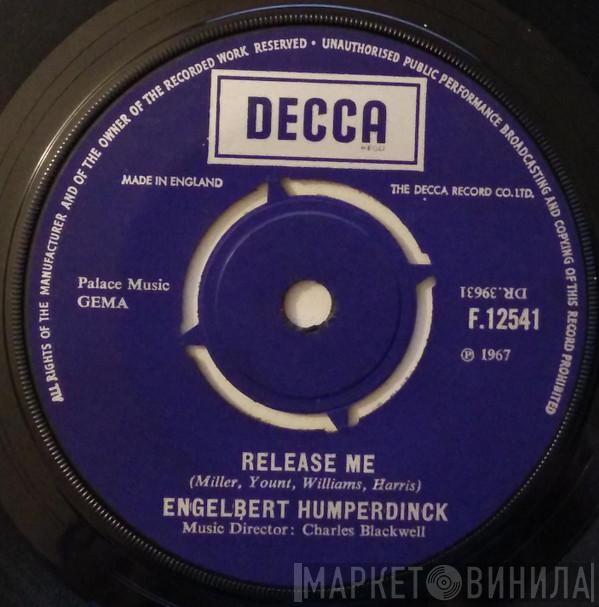 ALL RIGHTS OF THE MANUFACTURER AND OF THE OWNER OF THE RECORDED WORK RESERVED • UNAUTHORISED PUBLIC PERFORMANCE BROADCASTING AND COPYING OF THIS RECORD PROHIBITED
DECCA
MADE IN ENGLAND
THE DECCA RECORD CO. LTD.
Palace Music
GEMA
DR.39631
F.12541
℗ 1967
RELEASE ME
(Miller, Yount, Williams, Harris)
ENGELBERT HUMPERDINCK
Music Director: Charles Blackwell
МАРКЕТ ВИНИЛА